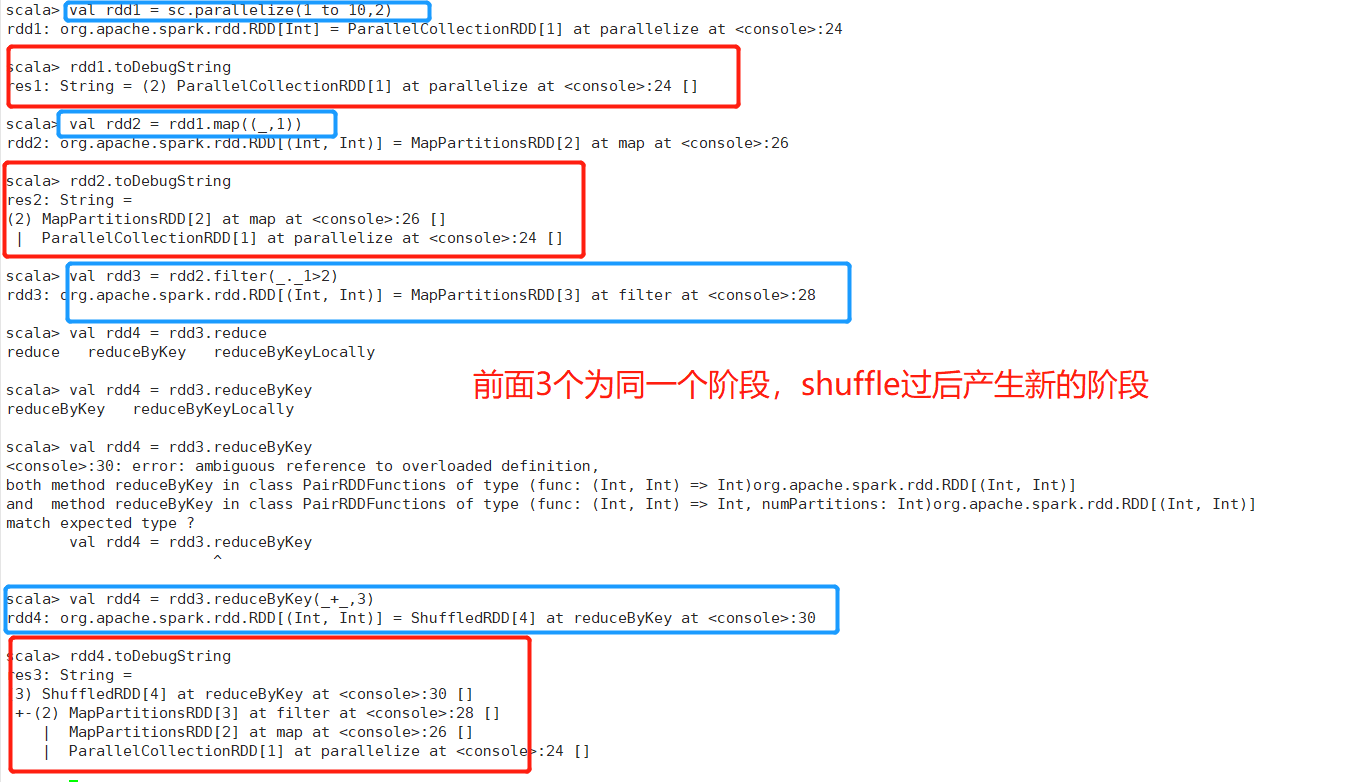 scala> val rdd1 = sc.parallelize(1 to 10,2)
rdd1: org.apache.spark.rdd.RDD[Int] = ParallelCollectionRDD[1] at parallelize at <console>:24
scala> rdd1.toDebugString
res1: String = (2) ParallelCollectionRDD[1] at parallelize at <console>:24 []
scala> val rdd2 = rdd1.map((_,1))
rdd2: org.apache.spark.rdd.RDD[(Int, Int)] = MapPartitionsRDD[2] at map at <console>:26
scala> rdd2.toDebugString
res2: String =
(2) MapPartitionsRDD[2] at map at <console>:26 []
 |  ParallelCollectionRDD[1] at parallelize at <console>:24 []
scala> val rdd3 = rdd2.filter(_._1>2)
rdd3: org.apache.spark.rdd.RDD[(Int, Int)] = MapPartitionsRDD[3] at filter at <console>:28
scala> val rdd4 = rdd3.reduce
reduce   reduceByKey   reduceByKeyLocally
前面3个为同一个阶段，shuffle过后产生新的阶段
scala> val rdd4 = rdd3.reduceByKey
reduceByKey   reduceByKeyLocally
scala> val rdd4 = rdd3.reduceByKey
<console>:30: error: ambiguous reference to overloaded definition,
both method reduceByKey in class PairRDDFunctions of type (func: (Int, Int) => Int)org.apache.spark.rdd.RDD[(Int, Int)]
and  method reduceByKey in class PairRDDFunctions of type (func: (Int, Int) => Int, numPartitions: Int)org.apache.spark.rdd.RDD[(Int, Int)]
match expected type ?
       val rdd4 = rdd3.reduceByKey
                       ^
scala> val rdd4 = rdd3.reduceByKey(_+_,3)
rdd4: org.apache.spark.rdd.RDD[(Int, Int)] = ShuffledRDD[4] at reduceByKey at <console>:30
scala> rdd4.toDebugString
res3: String =
3) ShuffledRDD[4] at reduceByKey at <console>:30 []
 +-(2) MapPartitionsRDD[3] at filter at <console>:28 []
    |  MapPartitionsRDD[2] at map at <console>:26 []
    |  ParallelCollectionRDD[1] at parallelize at <console>:24 []